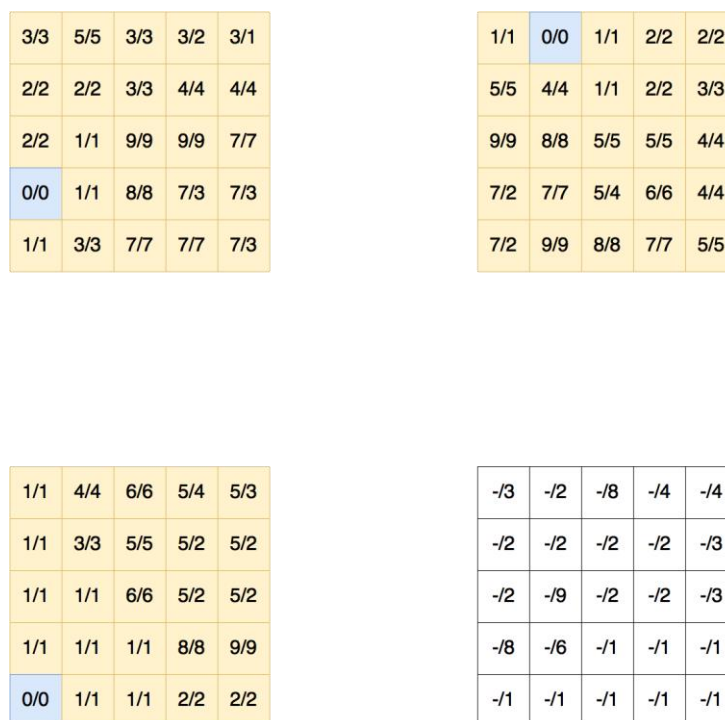 3/3 5/5 3/3 3/2 3/1
2/2 2/2 3/3 4/4 4/4
2/2 1/1 9/9 9/9 7/7
0/0 1/1 8/8 7/3 7/3
1/1 3/3 7/7 7/7 7/3
1/1 0/0 1/1 2/2 2/2
5/5 4/4 1/1 2/2 3/3
9/9 8/8 5/5 5/5 4/4
7/2 7/7 5/4 6/6 4/4
7/2 9/9 8/8 7/7 5/5
1/1 4/4 6/6 5/4 5/3
1/1 3/3 5/5 5/2 5/2
1/1 1/1 6/6 5/2 5/2
1/1 1/1 1/1 8/8 9/9
0/0 1/1 1/1 2/2 2/2
-/3 -/2 -/8 -/4 -/4
-/2 -/2 -/2 -/2 -/3
-/2 -/9 -/2 -/2 -/3
-/8 -/6 -/1 -/1 -/1
-/1 -/1 -/1 -/1 -/1